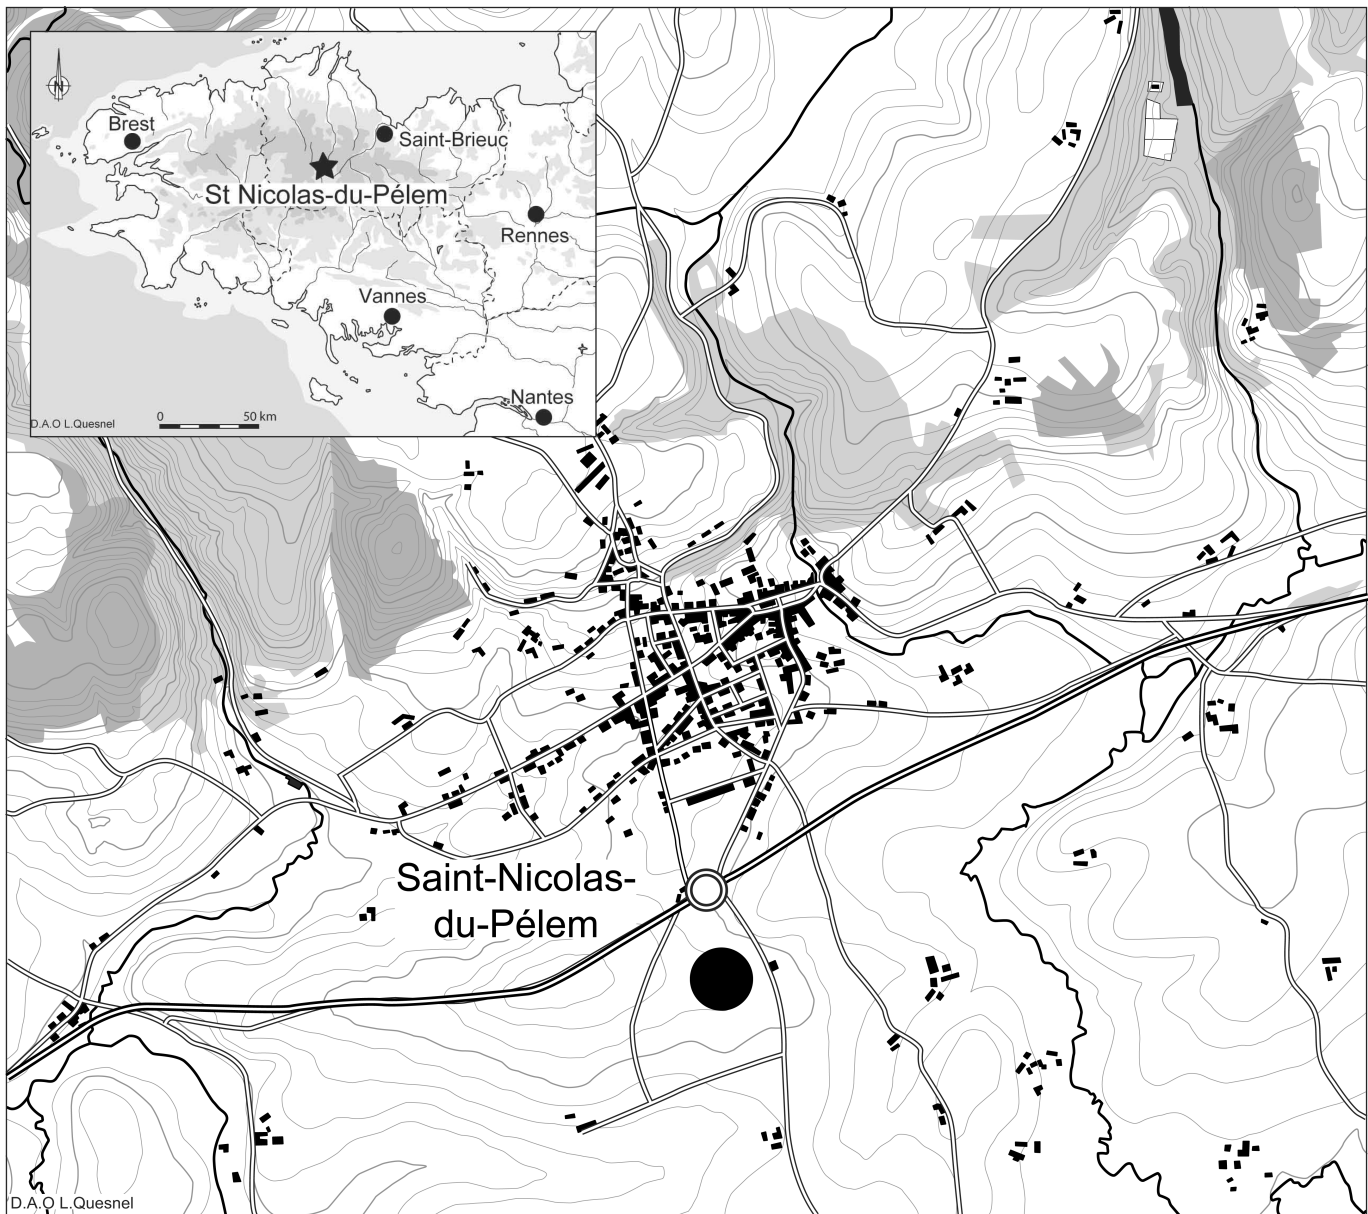 N
Brest
Saint-Brieuc
St Nicolas-du-Pélem
Rennes
Vannes
Nantes
0 50 km
D.A.O L.Quesnel
Saint-Nicolas-
du-Pélem
D.A.O L.Quesnel